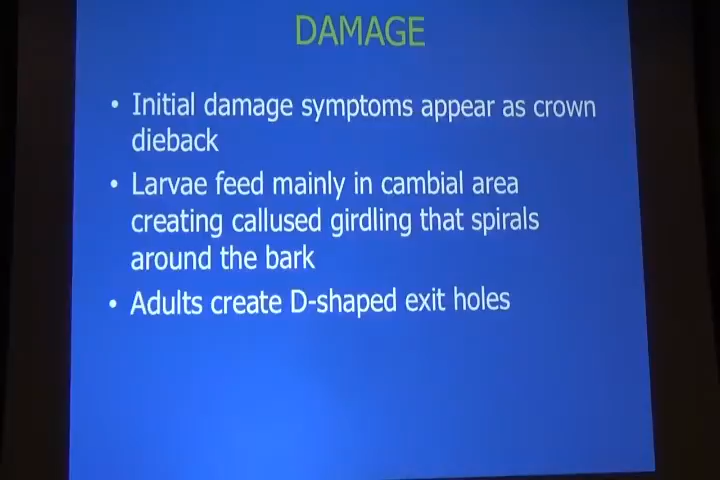 DAMAGE
• Initial damage symptoms appear as crown
dieback
• Larvae feed mainly in cambial area
creating callused girdling that spirals
around the bark
• Adults create D-shaped exit holes